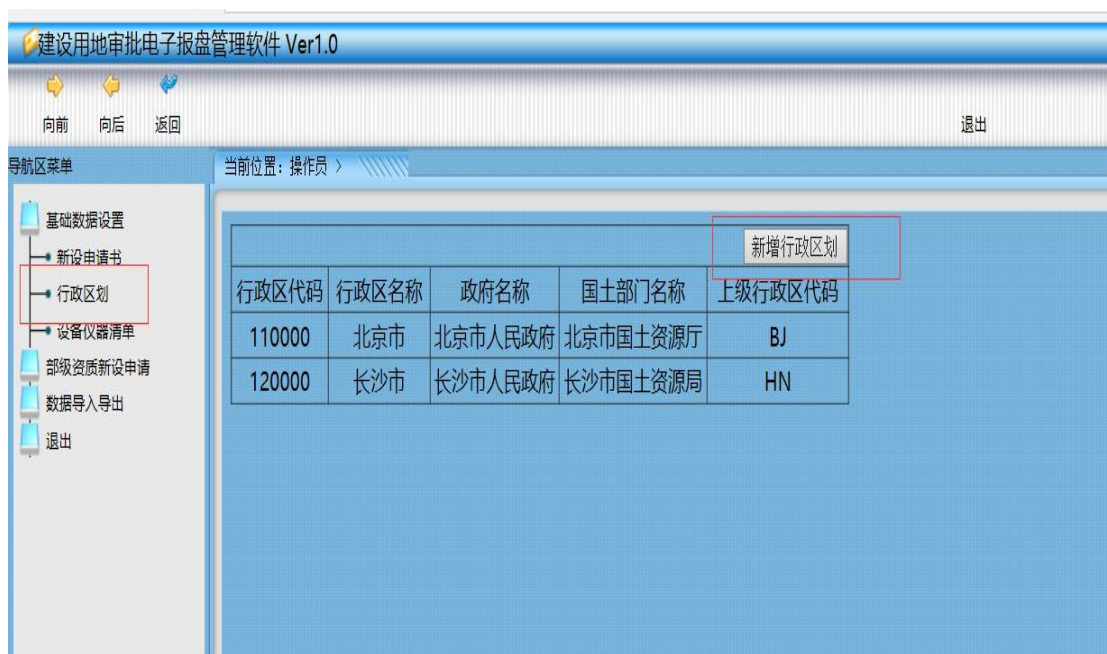 建设用地审批电子报盘管理软件 Ver1.0
向前 向后 返回 退出
导航区菜单
当前位置：操作员 >
基础数据设置
新设申请书
行政区划
设备仪器清单
部级资质新设申请
数据导入导出
退出
新增行政区划
行政区代码 行政区名称 政府名称 国土部门名称 上级行政区代码
110000 北京市 北京市人民政府 北京市国土资源厅 BJ
120000 长沙市 长沙市人民政府 长沙市国土资源局 HN